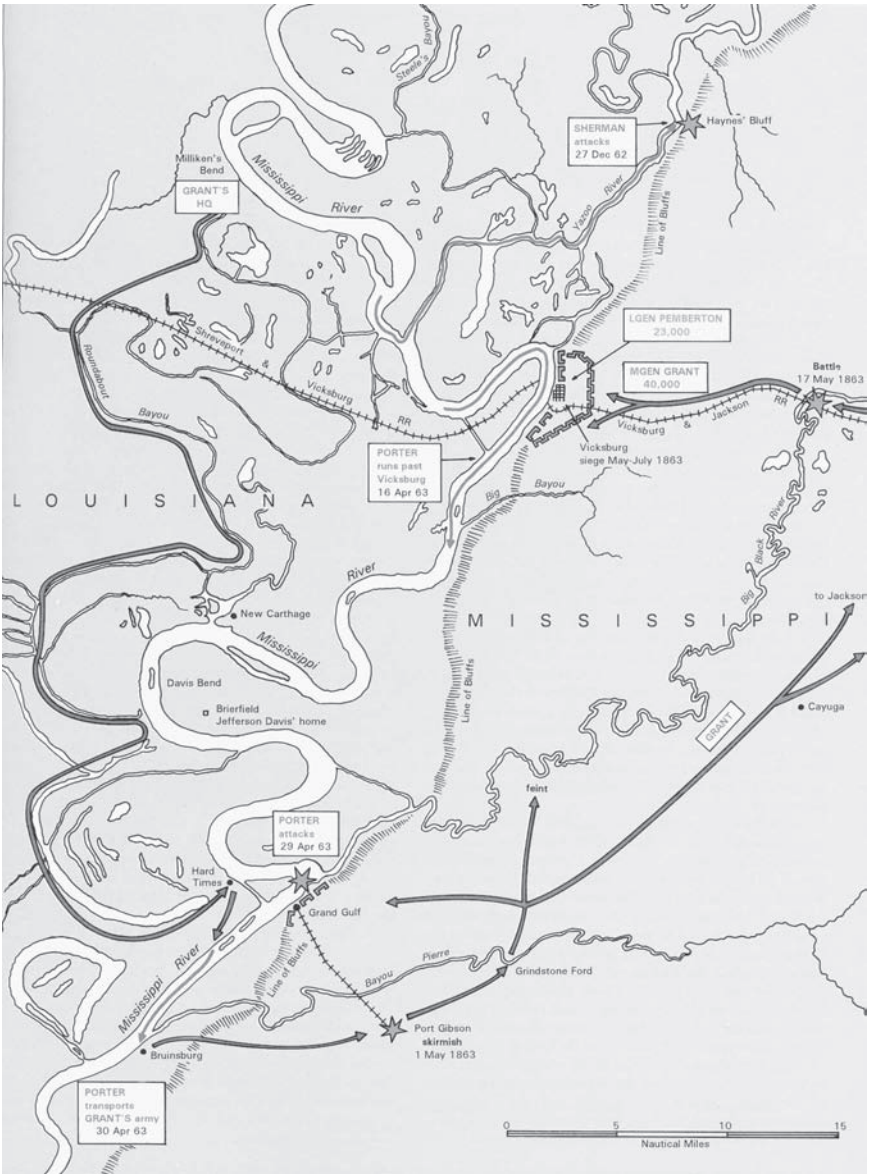 Steele's Bayou
SHERMAN
attacks
27 Dec 62
Haynes' Bluff
Milliken's
Bend
GRANT'S
HQ
Mississippi
River
Yazoo River
Line of Bluffs
LGEN PEMBERTON
23,000
MGEN GRANT
40,000
Battle
17 May 1863
Roundabout
Bayou
Shreveport & Vicksburg RR
Vicksburg & Jackson RR
Vicksburg
siege May-July 1863
PORTER
runs past
Vicksburg
16 Apr 63
Big Bayou
LOUISIANA
River
Big Black River
to Jackson
New Carthage
Mississippi
MISSISSIPPI
Davis Bend
Line of Bluffs
Brierfield
Jefferson Davis' home
GRANT
Cayuga
feint
PORTER
attacks
29 Apr 63
Hard
Times
Grand Gulf
Mississippi River
Line of Bluffs
Bayou Pierre
Grindstone Ford
Port Gibson
skirmish
1 May 1863
Bruinsburg
PORTER
transporte
GRANT'S army
30 Apr 63
0 5 10 15
Nautical Miles